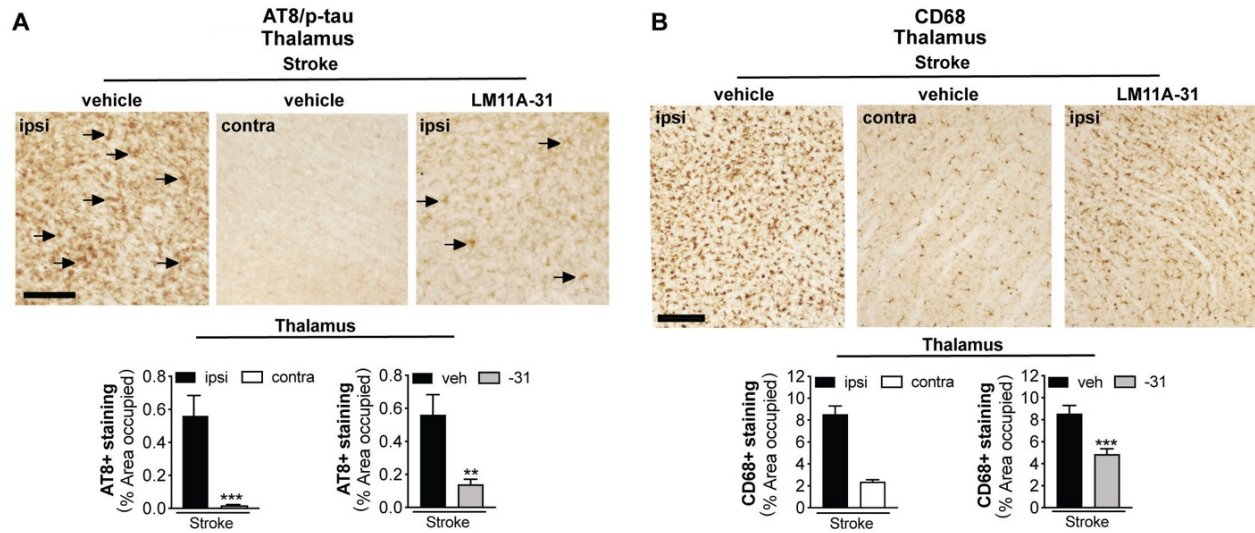 A
AT8/p-tau
Thalamus
Stroke
vehicle
vehicle
LM11A-31
ipsi
contra
ipsi
Thalamus
AT8+ staining
(% Area occupied)
0.8
0.6
0.4
0.2
0.0
ipsi
contra
***
Stroke
AT8+ staining
(% Area occupied)
0.8
0.6
0.4
0.2
0.0
veh
-31
**
Stroke
B
CD68
Thalamus
Stroke
vehicle
vehicle
LM11A-31
ipsi
contra
ipsi
Thalamus
CD68+ staining
(% Area occupied)
12
10
8
6
4
2
0
ipsi
contra
Stroke
CD68+ staining
(% Area occupied)
12
10
8
6
4
2
0
veh
-31
***
Stroke